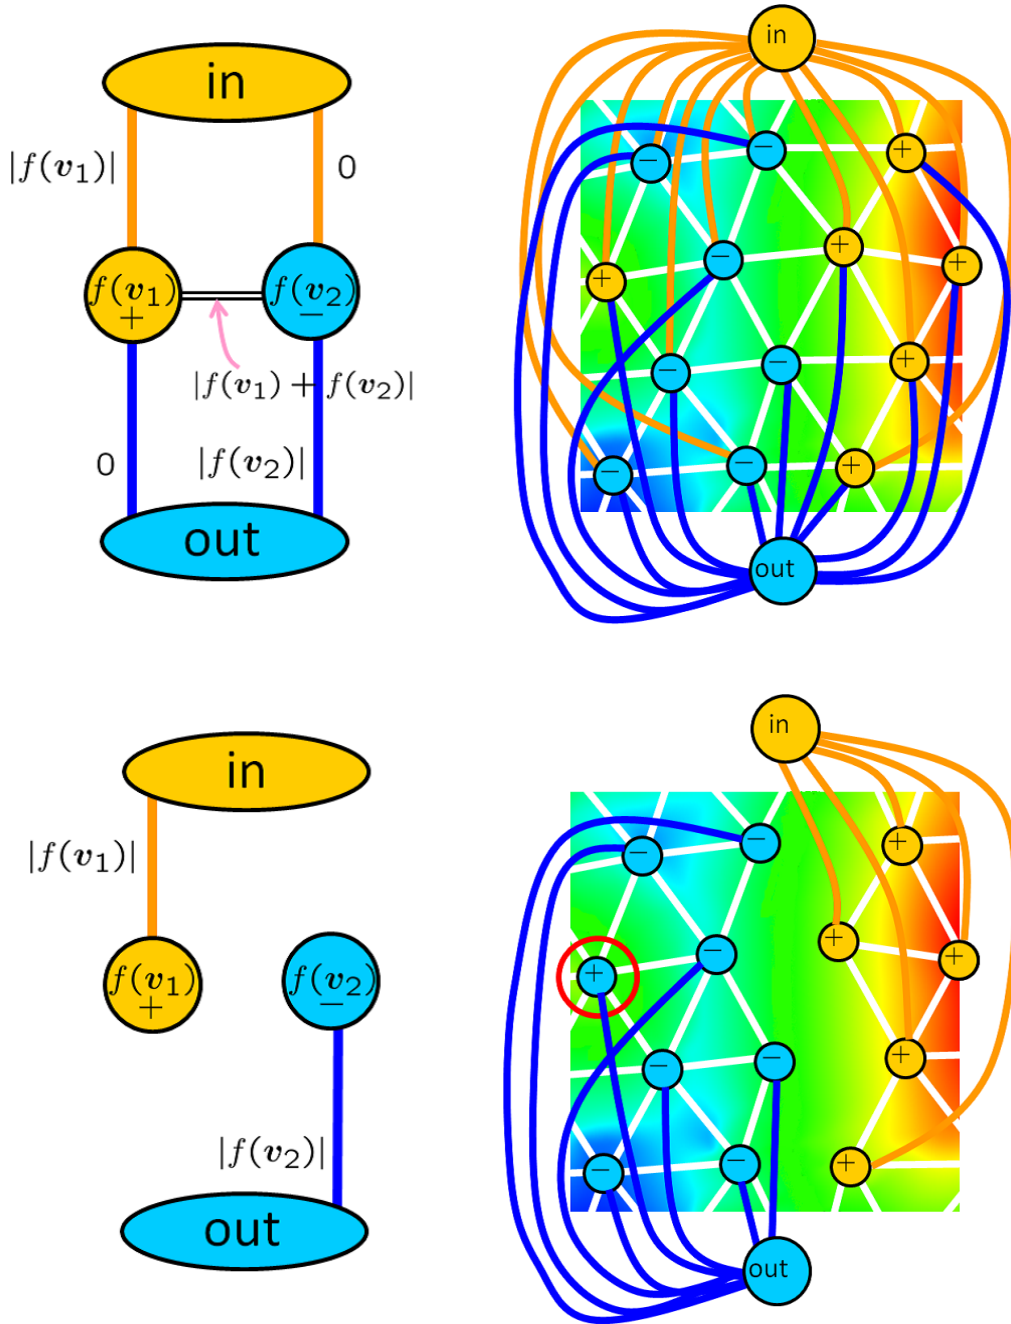 in
|f(v₁)|
0
f(v₁)
+
f(v₂)
−
|f(v₁) + f(v₂)|
0
|f(v₂)|
out
in
−
−
+
+
−
+
+
−
−
+
−
−
+
out
in
|f(v₁)|
f(v₁)
+
f(v₂)
−
|f(v₂)|
out
in
−
−
+
+
−
+
+
−
−
+
−
−
+
out